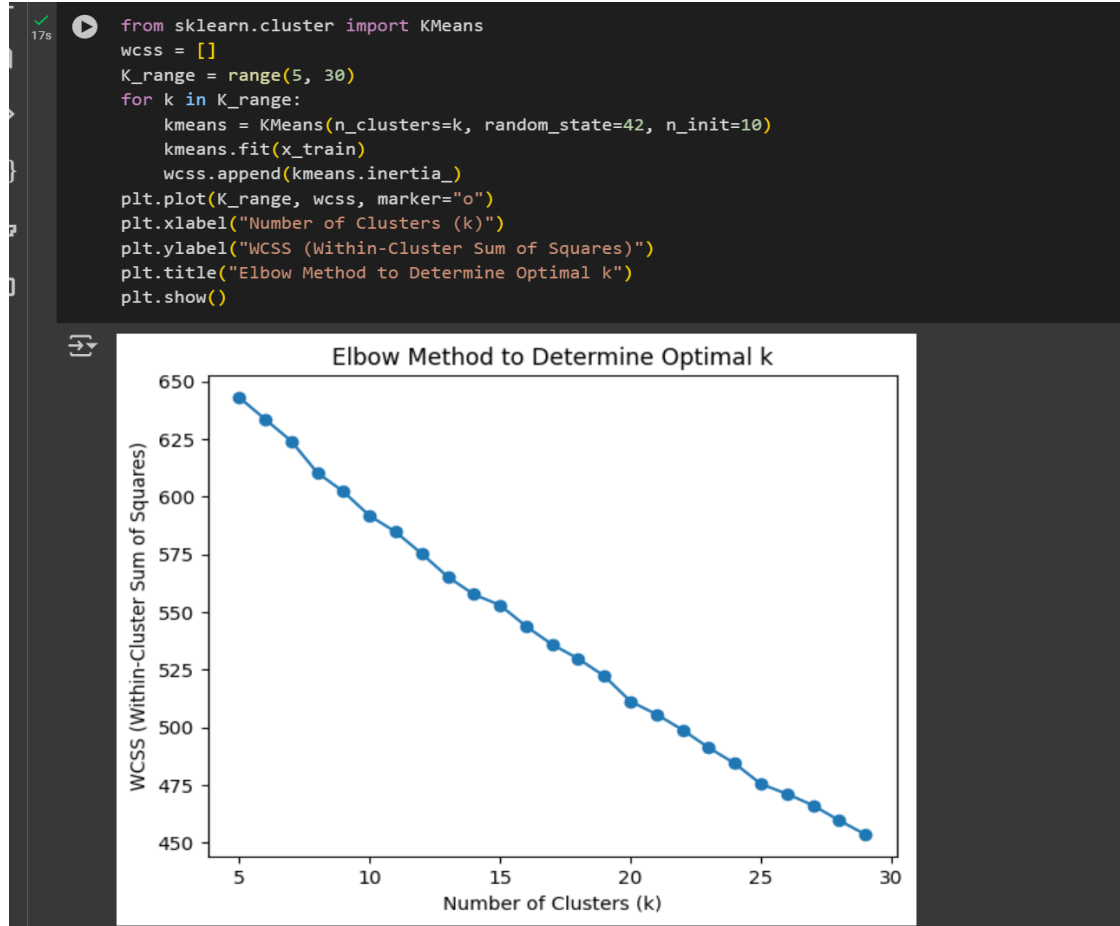 17s
from sklearn.cluster import KMeans
wcss = []
K_range = range(5, 30)
for k in K_range:
    kmeans = KMeans(n_clusters=k, random_state=42, n_init=10)
    kmeans.fit(x_train)
    wcss.append(kmeans.inertia_)
plt.plot(K_range, wcss, marker="o")
plt.xlabel("Number of Clusters (k)")
plt.ylabel("WCSS (Within-Cluster Sum of Squares)")
plt.title("Elbow Method to Determine Optimal k")
plt.show()
Elbow Method to Determine Optimal k
WCSS (Within-Cluster Sum of Squares)
650
625
600
575
550
525
500
475
450
5 10 15 20 25 30
Number of Clusters (k)